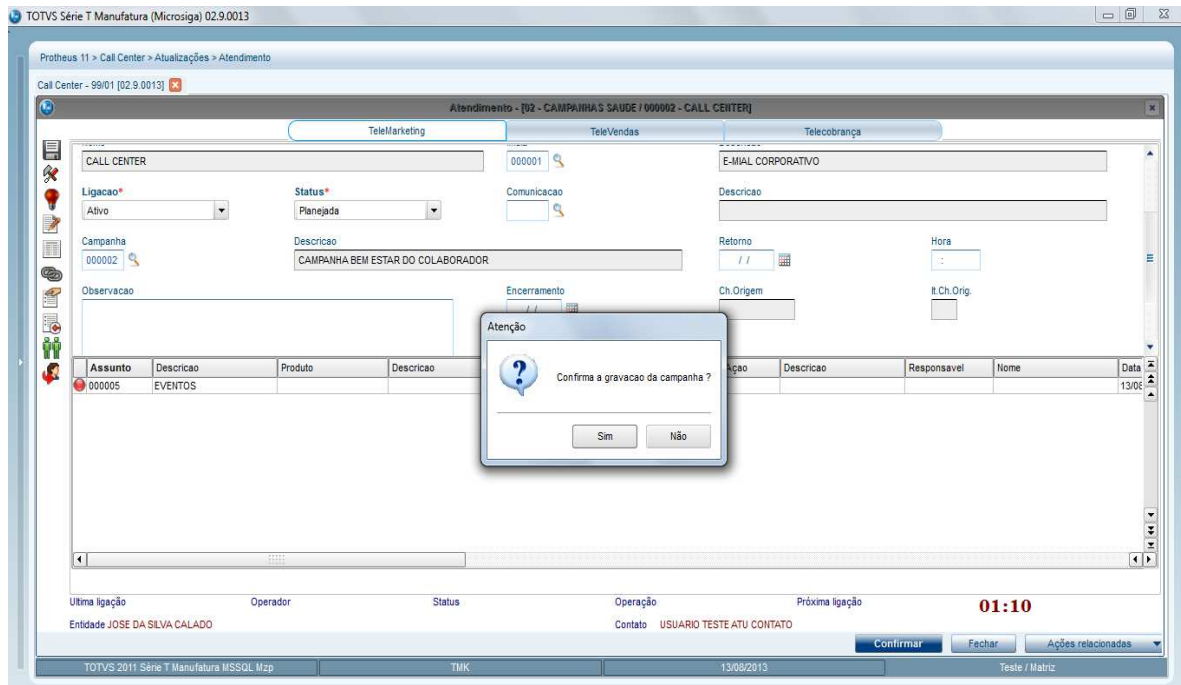 TOTVS Série T Manufatura (Microsiga) 02.9.0013
Protheus 11 > Call Center > Atualizações > Atendimento
Call Center - 99/01 [02.9.0013]
Atendimento - [02 - CAMPANHAS SAUDE / 000002 - CALL CENTER]
TeleMarketing TeleVendas Telecobrança
CALL CENTER 000001 E-MIAL CORPORATIVO
Ligacao* Status* Comunicacao Descricao
Ativo Planejada
Campanha Descricao Retorno Hora
000002 CAMPANHA BEM ESTAR DO COLABORADOR / / :
Observacao Encerramento Ch.Origem It.Ch.Orig.
/ /
Atenção
Confirma a gravacao da campanha ?
Sim Não
Assunto Descricao Produto Descricao Açao Descricao Responsavel Nome Data
000005 EVENTOS 13/08
Ultima ligação Operador Status Operação Próxima ligação 01:10
Entidade JOSE DA SILVA CALADO Contato USUARIO TESTE ATU CONTATO
Confirmar Fechar Ações relacionadas
TOTVS 2011 Série T Manufatura MSSQL Mzp TMK 13/08/2013 Teste / Matriz